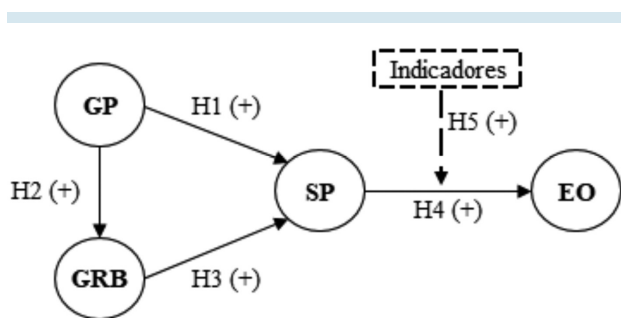 Indicadores
GP
H1 (+)
H5 (+)
H2 (+)
SP
EO
H4 (+)
GRB
H3 (+)